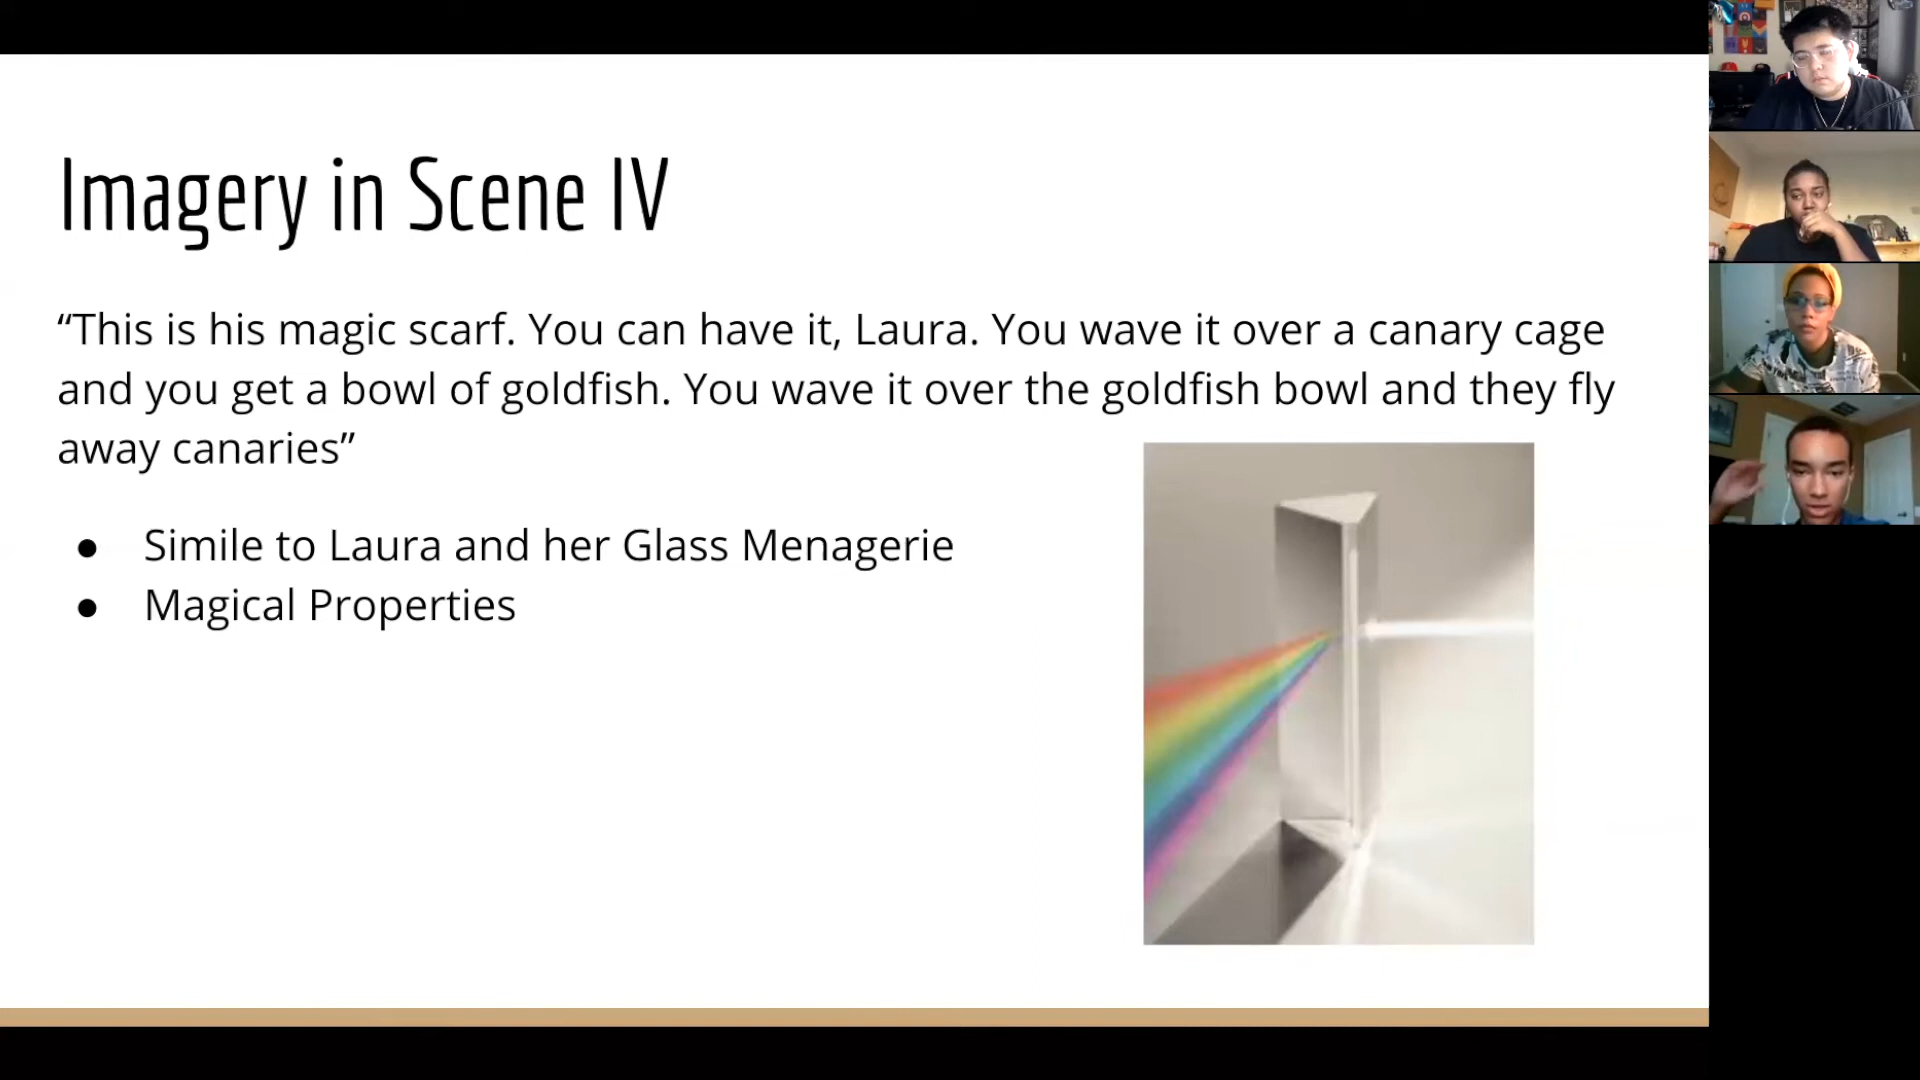 Imagery in Scene IV
“This is his magic scarf. You can have it, Laura. You wave it over a canary cage
and you get a bowl of goldfish. You wave it over the goldfish bowl and they fly
away canaries”
● Simile to Laura and her Glass Menagerie
● Magical Properties